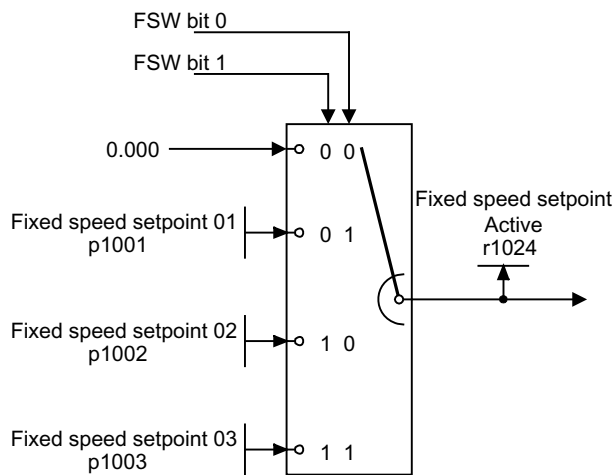 FSW bit 0
FSW bit 1
0.000
0 0
Fixed speed setpoint 01
p1001
0 1
Fixed speed setpoint
Active
r1024
Fixed speed setpoint 02
p1002
1 0
Fixed speed setpoint 03
p1003
1 1